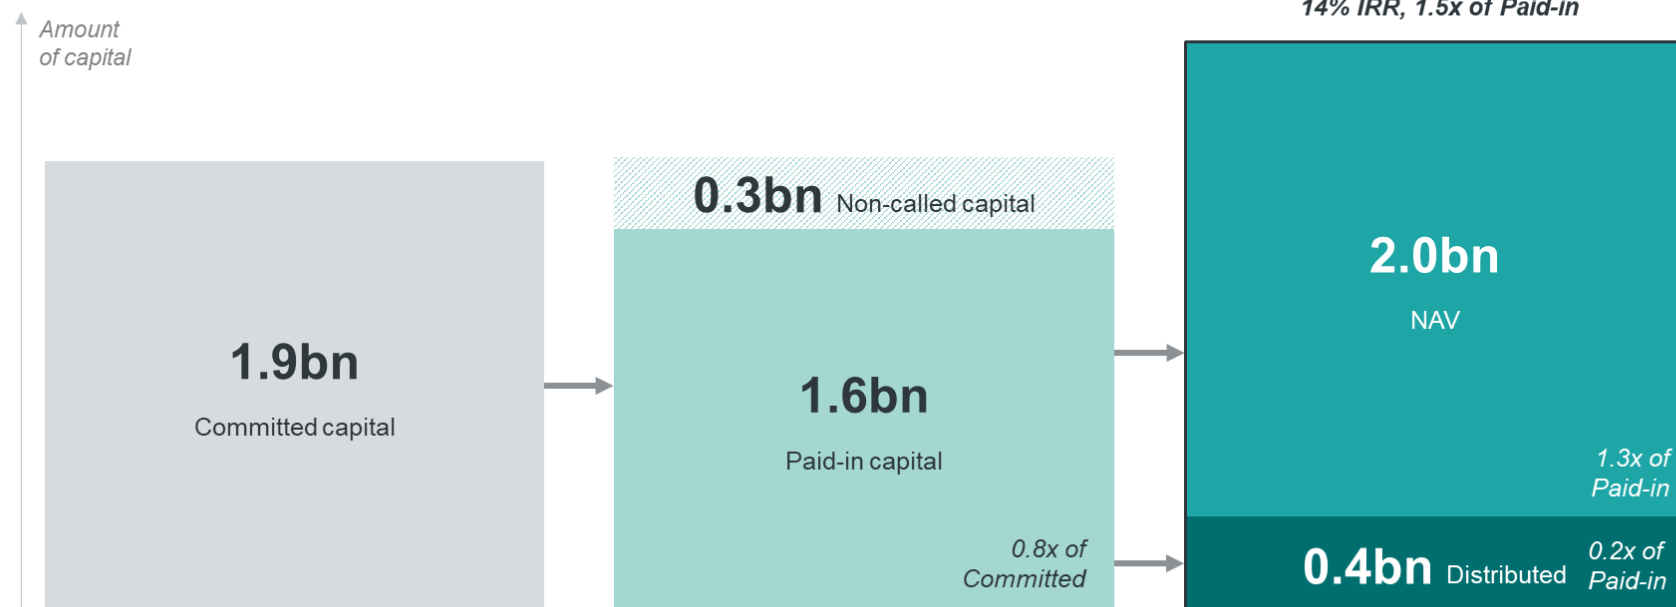 14% IRR, 1.5x of Paid-in
Amount
of capital
0.3bn Non-called capital
2.0bn
NAV
1.9bn
Committed capital
1.6bn
Paid-in capital
1.3x of
Paid-in
0.8x of
Committed
0.4bn Distributed
0.2x of
Paid-in